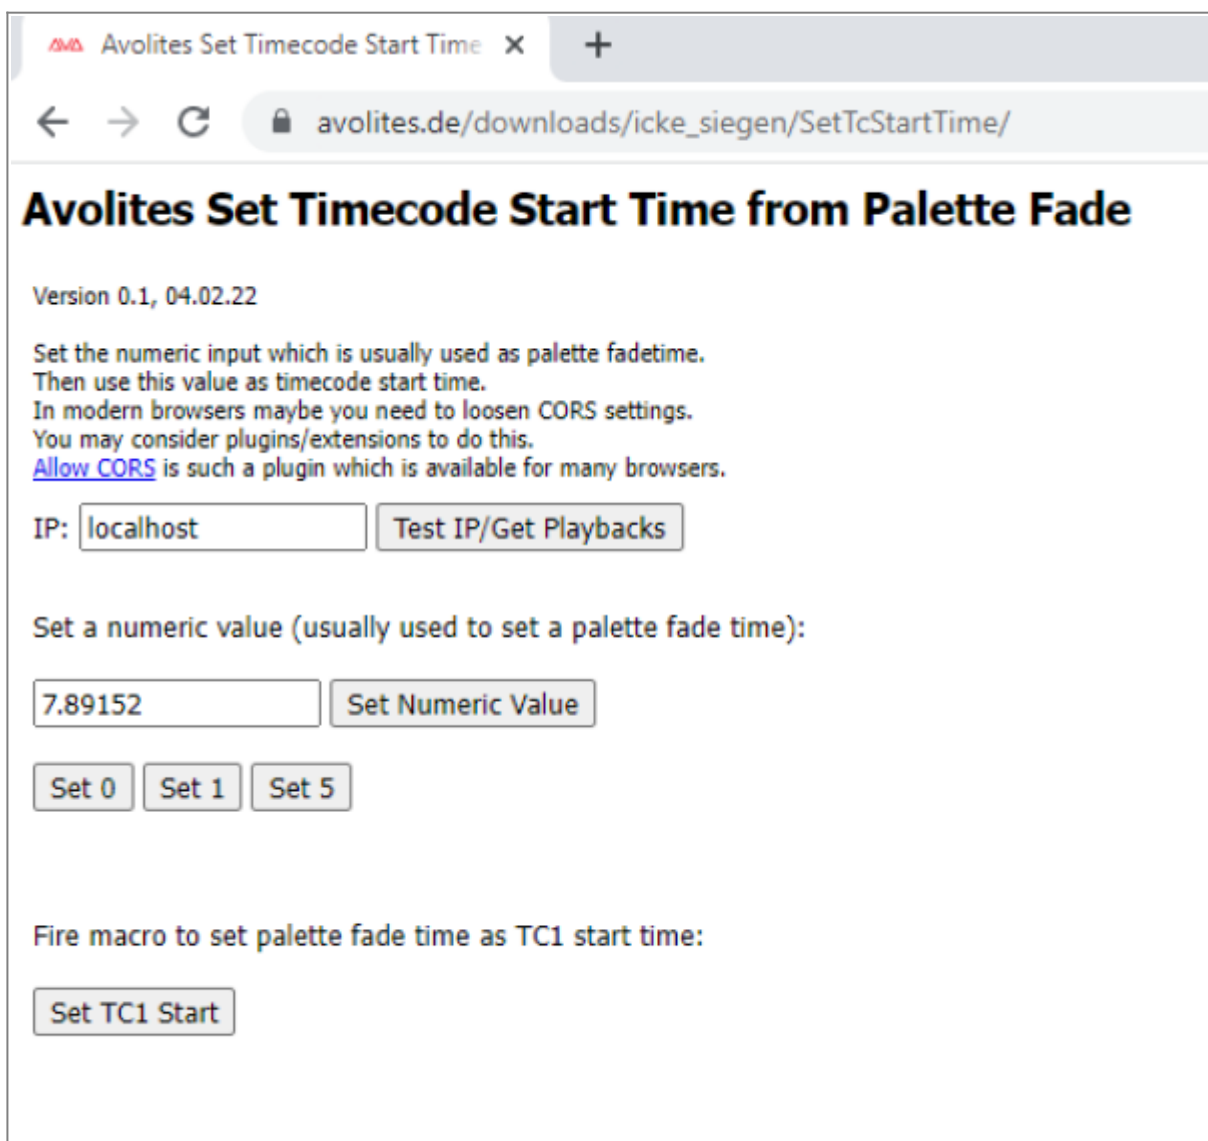 Avolites Set Timecode Start Time
avolites.de/downloads/icke_siegen/SetTcStartTime/
Avolites Set Timecode Start Time from Palette Fade
Version 0.1, 04.02.22
Set the numeric input which is usually used as palette fadetime.
Then use this value as timecode start time.
In modern browsers maybe you need to loosen CORS settings.
You may consider plugins/extensions to do this.
Allow CORS is such a plugin which is available for many browsers.
IP: localhost Test IP/Get Playbacks
Set a numeric value (usually used to set a palette fade time):
7.89152 Set Numeric Value
Set 0 Set 1 Set 5
Fire macro to set palette fade time as TC1 start time:
Set TC1 Start